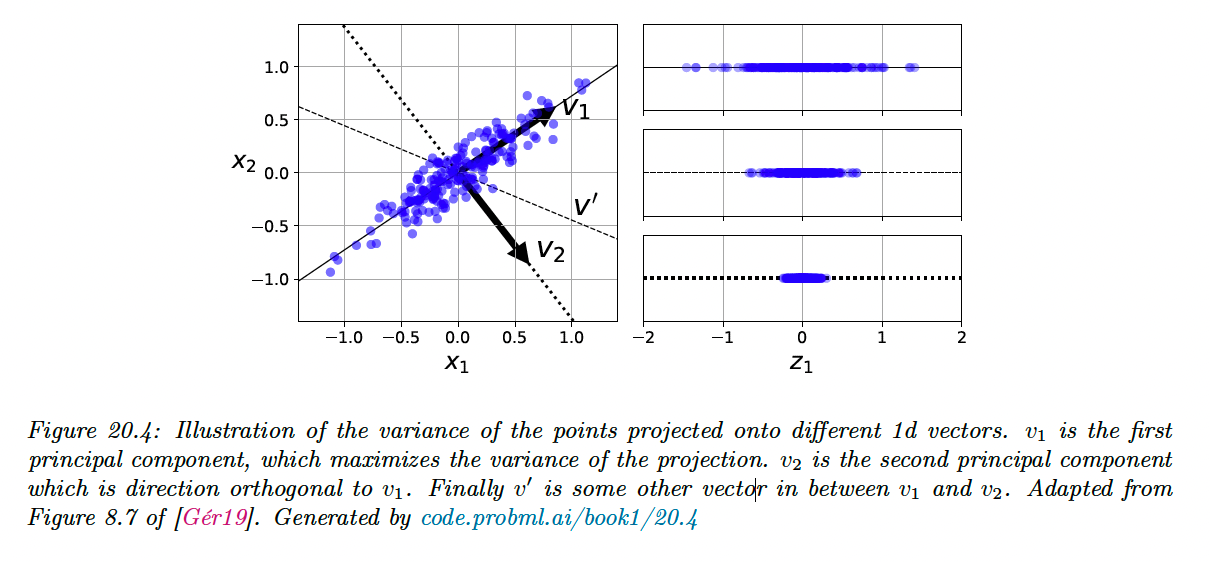 1.0
0.5
0.0
−0.5
−1.0
x2
v1
v′
v2
−1.0 −0.5 0.0 0.5 1.0
x1
−2 −1 0 1 2
z1
Figure 20.4: Illustration of the variance of the points projected onto different 1d vectors. v1 is the first
principal component, which maximizes the variance of the projection. v2 is the second principal component
which is direction orthogonal to v1. Finally v′ is some other vector in between v1 and v2. Adapted from
Figure 8.7 of [Gér19]. Generated by code.probml.ai/book1/20.4